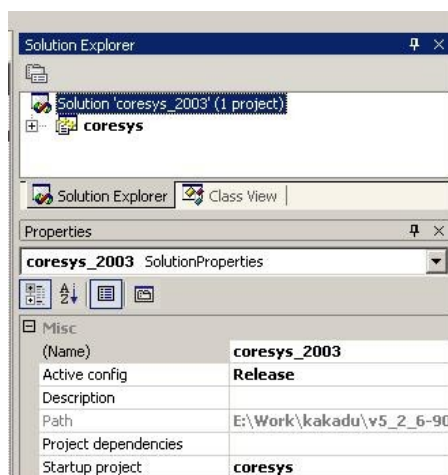 Solution Explorer
Solution 'coresys_2003' (1 project)
coresys
Solution Explorer Class View
Properties
coresys_2003 SolutionProperties
Misc
(Name) coresys_2003
Active config Release
Description
Path E:\Work\kakadu\v5_2_6-90
Project dependencies
Startup project coresys